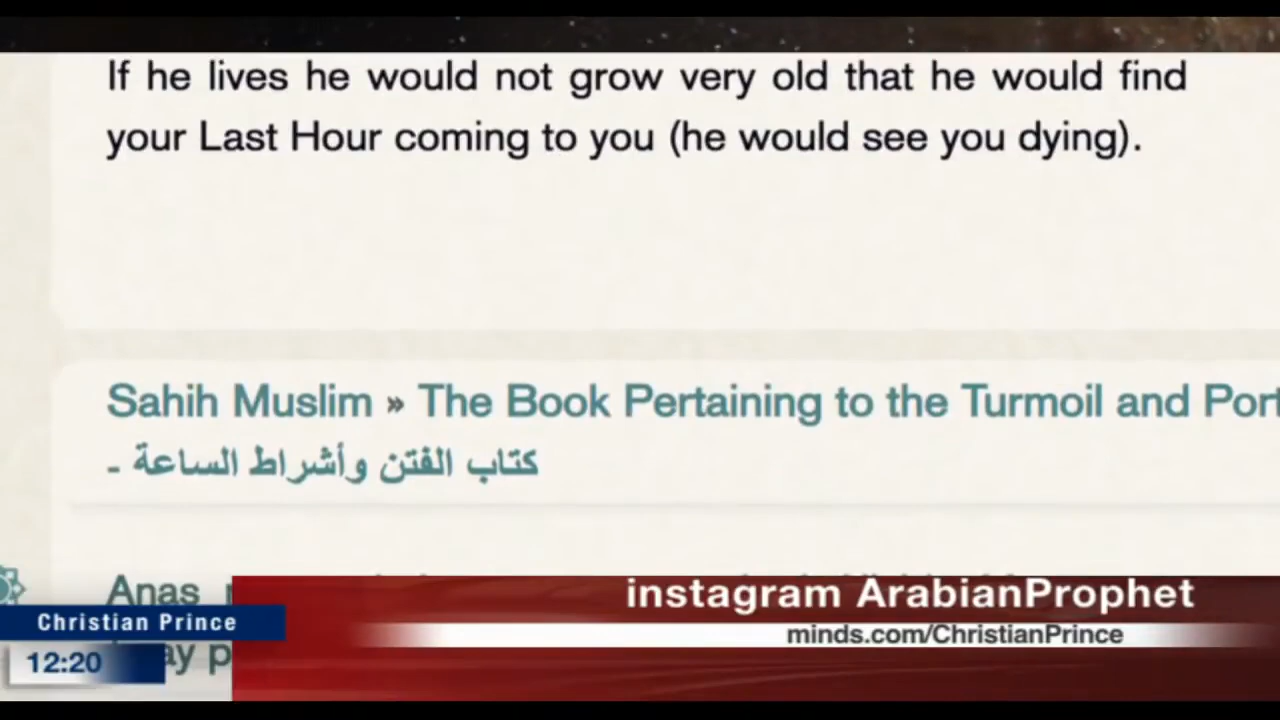 If he lives he would not grow very old that he would find
your Last Hour coming to you (he would see you dying).
Sahih Muslim » The Book Pertaining to the Turmoil and
كتاب الفتن وأشراط الساعة -
Anas
instagram ArabianProphet
Christian Prince
minds.com/ChristianPrince
12:20